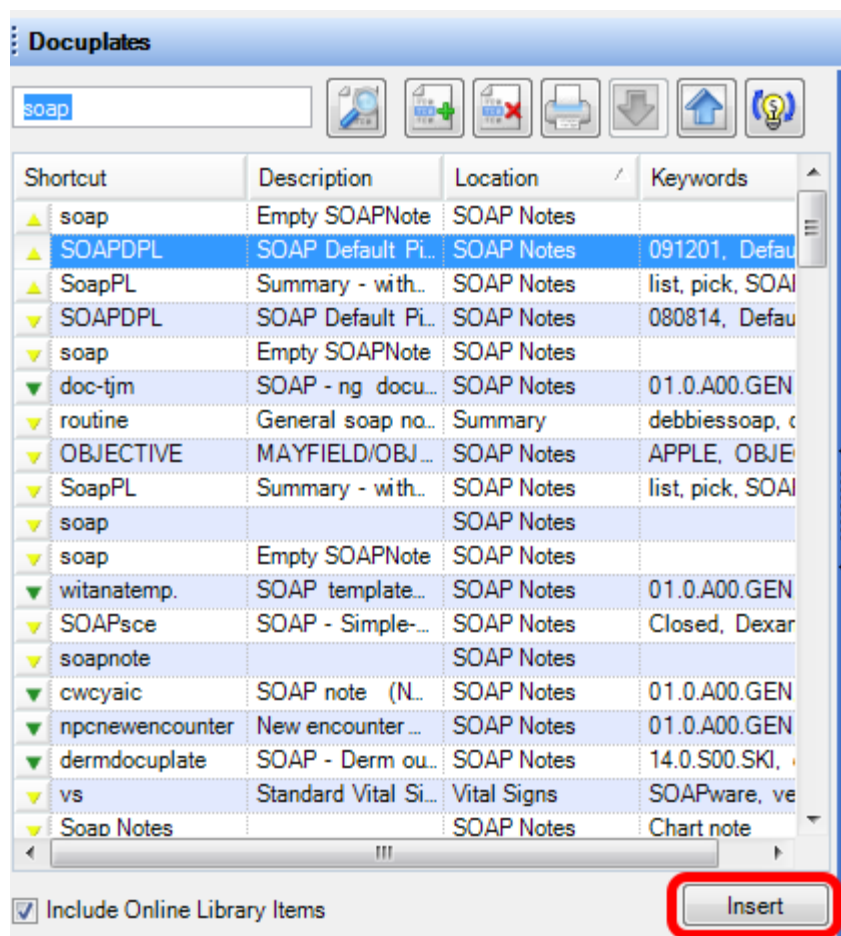 Docuplates
soap
Shortcut Description Location Keywords
soap Empty SOAPNote SOAP Notes
SOAPDPL SOAP Default Pi... SOAP Notes 091201, Defau
SoapPL Summary - with... SOAP Notes list, pick, SOAI
SOAPDPL SOAP Default Pi... SOAP Notes 080814, Defau
soap Empty SOAPNote SOAP Notes
doc-tjm SOAP - ng docu... SOAP Notes 01.0.A00.GEN
routine General soap no... Summary debbiessoap, c
OBJECTIVE MAYFIELD/OBJ... SOAP Notes APPLE, OBJE
SoapPL Summary - with... SOAP Notes list, pick, SOAI
soap SOAP Notes
soap Empty SOAPNote SOAP Notes
witanatemp. SOAP template... SOAP Notes 01.0.A00.GEN
SOAPsce SOAP - Simple-... SOAP Notes Closed, Dexar
soapnote SOAP Notes
cwcyaic SOAP note (N... SOAP Notes 01.0.A00.GEN
npcnewencounter New encounter ... SOAP Notes 01.0.A00.GEN
dermdocuplate SOAP - Derm ou... SOAP Notes 14.0.S00.SKI,
vs Standard Vital Si... Vital Signs SOAPware, ve
Soap Notes SOAP Notes Chart note
Include Online Library Items Insert